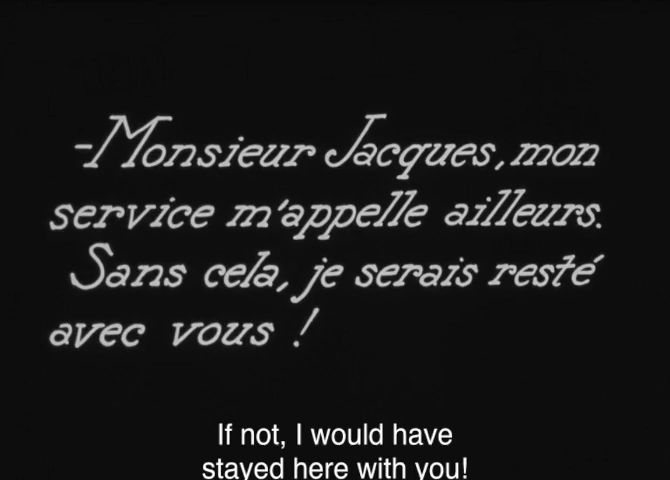 -Monsieur Jacques, mon
service m'appelle ailleurs.
Sans cela, je serais resté
avec vous !
If not, I would have
stayed here with you!